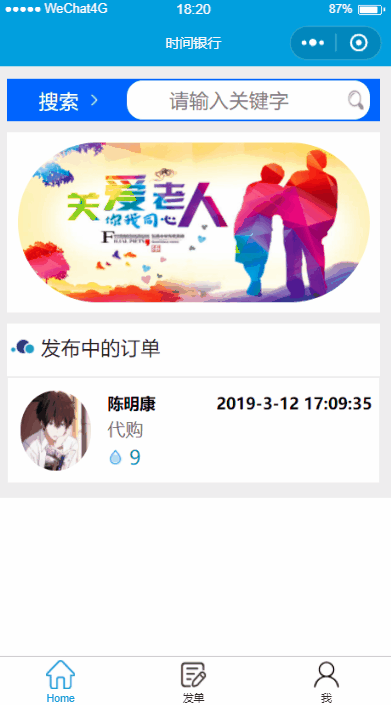 WeChat4G
18:20
87%
时间银行
搜索
请输入关键字
关爱老人
你我同心
发布中的订单
陈明康
2019-3-12 17:09:35
代购
9
Home
发单
我